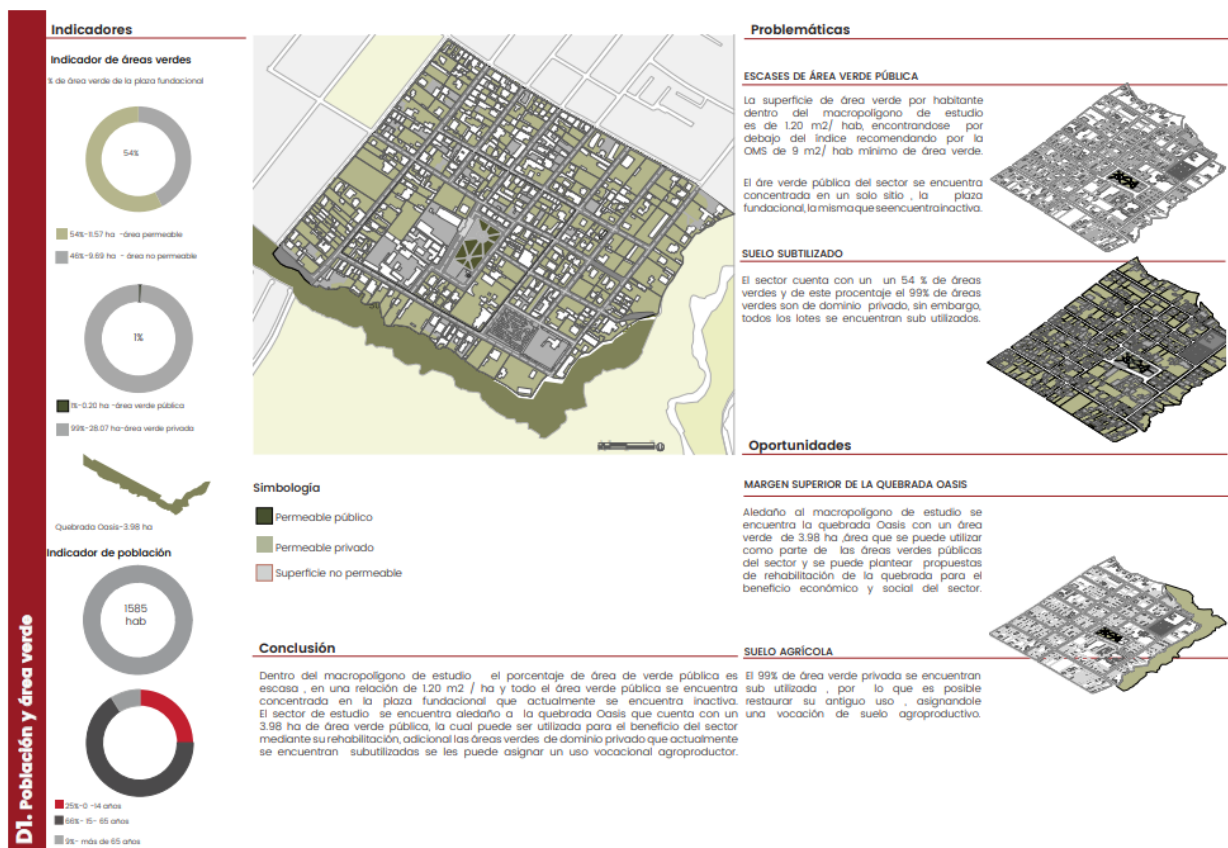 D1. Población y área verde
Indicadores
Indicador de áreas verdes
% de área verde de la plaza fundacional
54%
54%-11.57 ha -área permeable
46%-9.69 ha - área no permeable
1%
1%-0.20 ha -área verde pública
99%-28.07 ha-área verde privada
Quebrada Oasis-3.98 ha
Indicador de población
1585
hab
25%-0 -14 años
66%- 15- 65 años
9%- más de 65 años
Simbología
Permeable público
Permeable privado
Superficie no permeable
Conclusión
Dentro del macropolígono de estudio el porcentaje de área de verde pública es
escasa , en una relación de 1.20 m2 / ha y todo el área verde pública se encuentra
concentrada en la plaza fundacional que actualmente se encuentra inactiva.
El sector de estudio se encuentra aledaño a la quebrada Oasis que cuenta con un
3.98 ha de área verde pública, la cual puede ser utilizada para el beneficio del sector
mediante su rehabilitación, adicional las áreas verdes de dominio privado que actualmente
se encuentran subutilizadas se les puede asignar un uso vocacional agroproductor.
Problemáticas
ESCASES DE ÁREA VERDE PÚBLICA
La superficie de área verde por habitante
dentro del macropolígono de estudio
es de 1.20 m2/ hab, encontrandose por
debajo del índice recomendando por la
OMS de 9 m2/ hab mínimo de área verde.
El áre verde pública del sector se encuentra
concentrada en un solo sitio , la plaza
fundacional, la misma que se encuentra inactiva.
SUELO SUBTILIZADO
El sector cuenta con un un 54 % de áreas
verdes y de este procentaje el 99% de áreas
verdes son de dominio privado, sin embargo,
todos los lotes se encuentran sub utilizados.
Oportunidades
MARGEN SUPERIOR DE LA QUEBRADA OASIS
Aledaño al macropolígono de estudio se
encuentra la quebrada Oasis con un área
verde de 3.98 ha ,área que se puede utilizar
como parte de las áreas verdes públicas
del sector y se puede plantear propuestas
de rehabilitación de la quebrada para el
beneficio económico y social del sector.
SUELO AGRÍCOLA
El 99% de área verde privada se encuentran
sub utilizada , por lo que es posible
restaurar su antiguo uso , asignandole
una vocación de suelo agroproductivo.